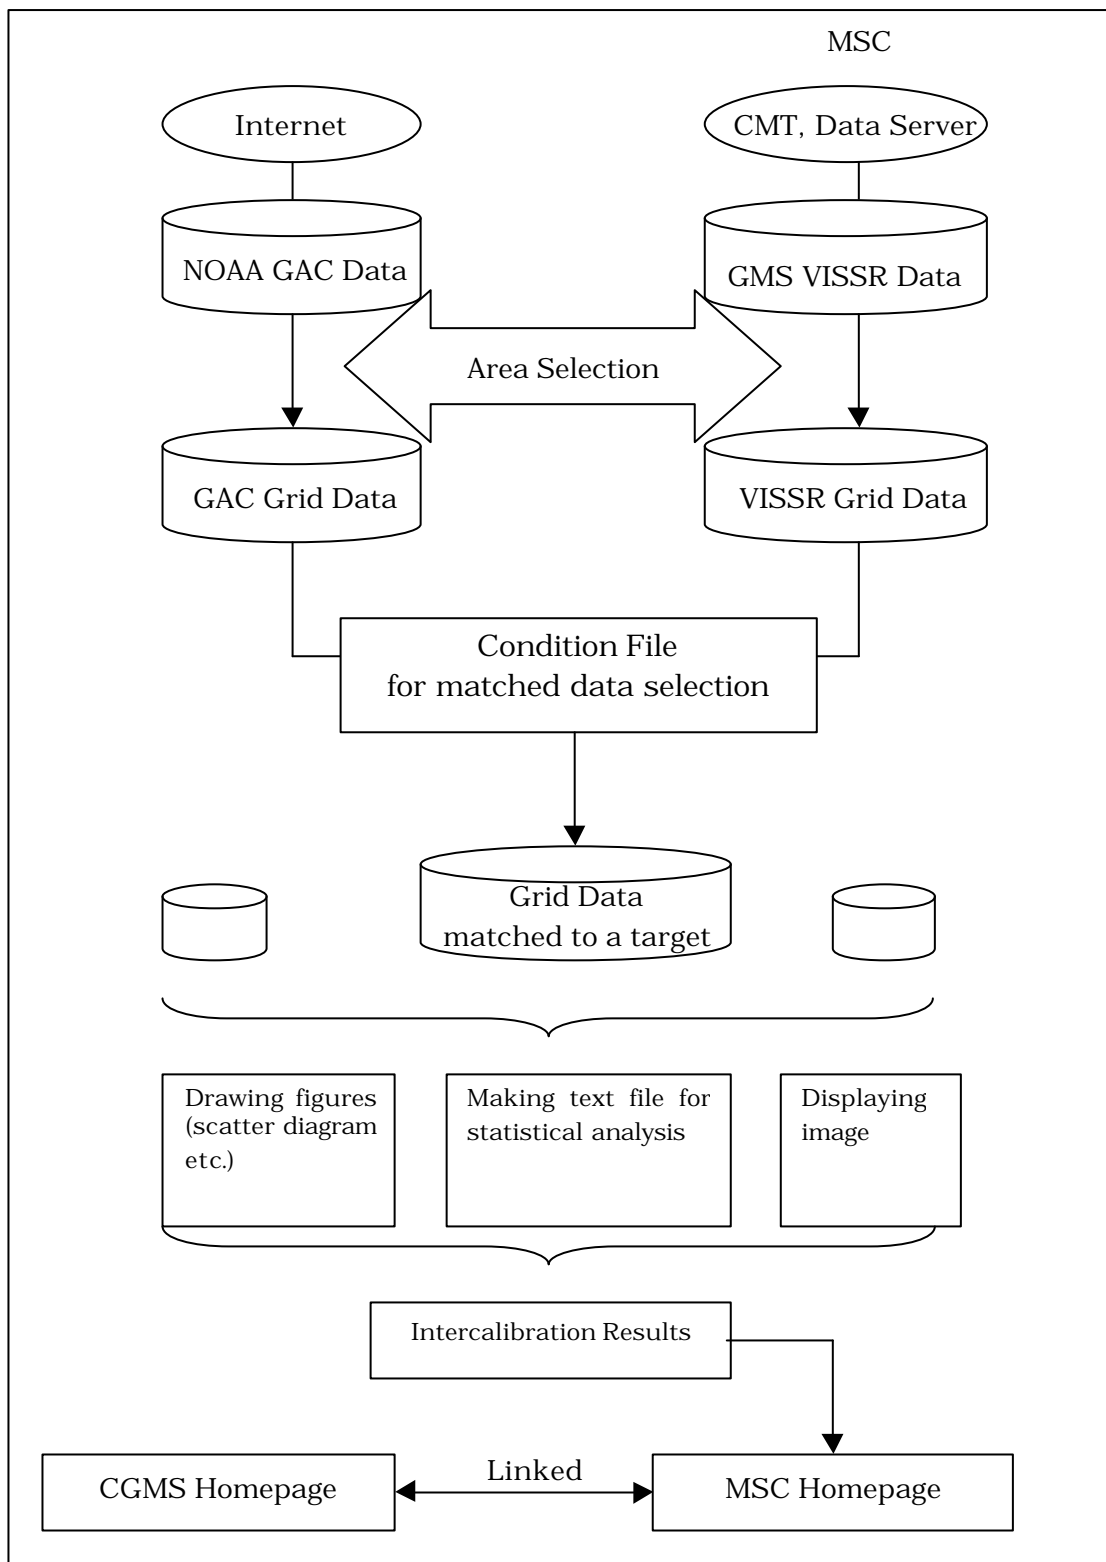 MSC
Internet
CMT, Data Server
NOAA GAC Data
GMS VISSR Data
Area Selection
GAC Grid Data
VISSR Grid Data
Condition File
for matched data selection
Grid Data
matched to a target
Drawing figures
(scatter diagram
etc.)
Making text file for
statistical analysis
Displaying
image
Intercalibration Results
CGMS Homepage
Linked
MSC Homepage